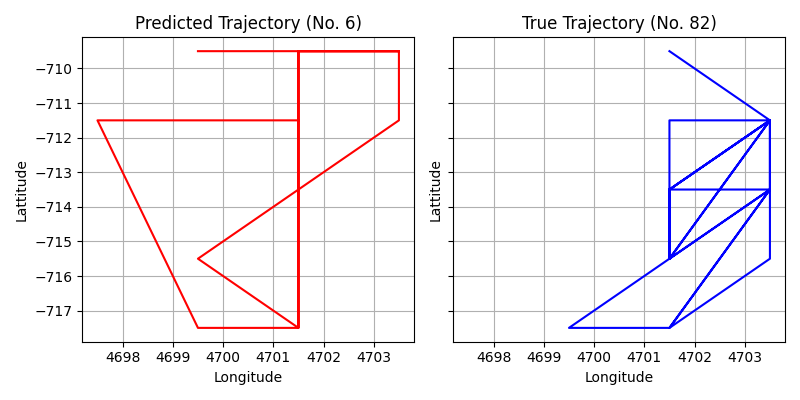 Predicted Trajectory (No. 6)
True Trajectory (No. 82)
Lattitude
−710
−711
−712
−713
−714
−715
−716
−717
4698 4699 4700 4701 4702 4703
Longitude
Lattitude
4698 4699 4700 4701 4702 4703
Longitude